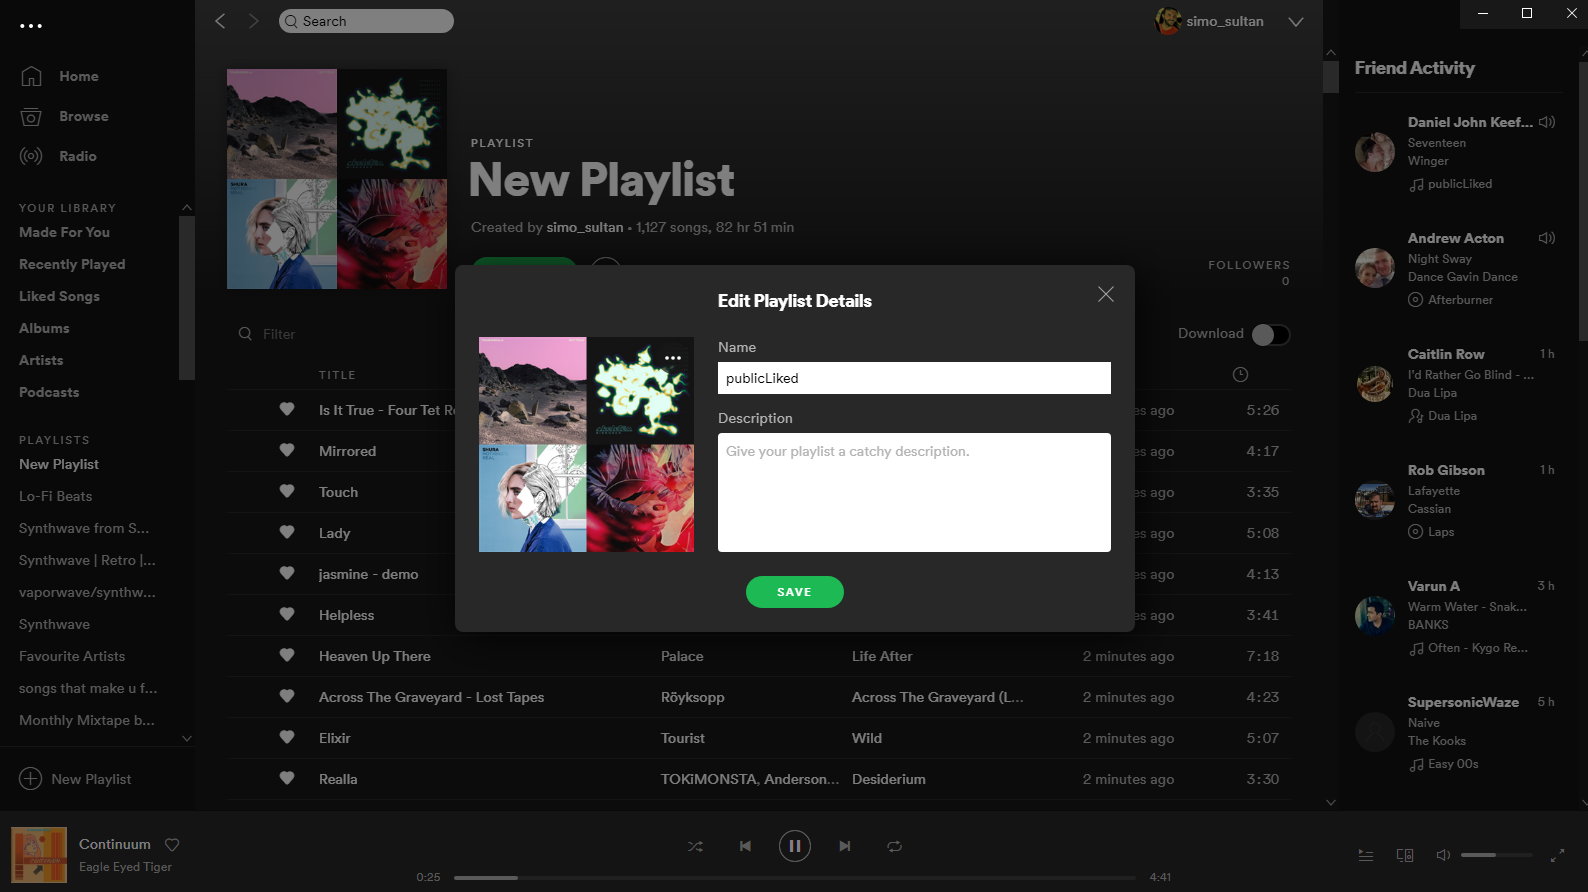 Search
simo_sultan
Home
Browse
Radio
YOUR LIBRARY
Made For You
Recently Played
Liked Songs
Albums
Artists
Podcasts
PLAYLISTS
New Playlist
Lo-Fi Beats
Synthwave from S...
Synthwave | Retro |...
vaporwave/synthw...
Synthwave
Favourite Artists
songs that make u f...
Monthly Mixtape b...
New Playlist
PLAYLIST
New Playlist
Created by simo_sultan • 1,127 songs, 82 hr 51 min
FOLLOWERS
0
Filter
Download
TITLE
Is It True - Four Tet Re
es ago 5:26
Mirrored
es ago 4:17
Touch
es ago 3:35
Lady
es ago 5:08
jasmine - demo
es ago 4:13
Helpless
es ago 3:41
Heaven Up There Palace Life After 2 minutes ago 7:18
Across The Graveyard - Lost Tapes Röyksopp Across The Graveyard (L... 2 minutes ago 4:23
Elixir Tourist Wild 2 minutes ago 5:07
Realla TOKiMONSTA, Anderson... Desiderium 2 minutes ago 3:30
Edit Playlist Details
SHURA
Name
publicLiked
Description
Give your playlist a catchy description.
SAVE
Friend Activity
Daniel John Keef...
Seventeen
Winger
publicLiked
Andrew Acton
Night Sway
Dance Gavin Dance
Afterburner
Caitlin Row 1 h
I'd Rather Go Blind - ...
Dua Lipa
Dua Lipa
Rob Gibson 1 h
Lafayette
Cassian
Laps
Varun A 3 h
Warm Water - Snak...
BANKS
Often - Kygo Re...
SupersonicWaze 5 h
Naive
The Kooks
Easy 00s
Continuum
Eagle Eyed Tiger
0:25
4:41